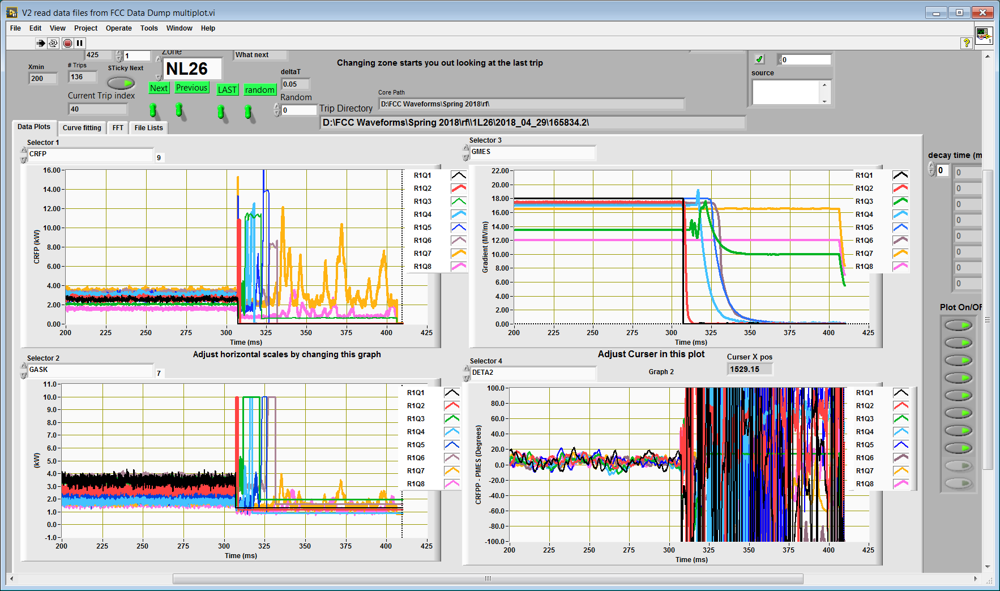 V2 read data files from FCC Data Dump multiplot.vi
File Edit View Project Operate Tools Window Help
425
1
Zone
What next
Changing zone starts you out looking at the last trip
0
Xmin
# Trips
STicky Next
NL26
deltaT
source
200
136
0.05
Next
Previous
LAST
random
Current Trip index
Random
Core Path
40
0
Trip Directory
D:\FCC Waveforms\Spring 2018\rf\
D:\FCC Waveforms\Spring 2018\rf\\1L26\2018_04_29\165834.2\
Data Plots
Curve fitting
FFT
File Lists
Selector 1
CRFP
9
16.00
14.00
12.00
10.00
8.00
6.00
4.00
2.00
0.00
CRFP (kW)
200 225 250 275 300 325 350 375 400 425
Time (ms)
R1Q1
R1Q2
R1Q3
R1Q4
R1Q5
R1Q6
R1Q7
R1Q8
Selector 3
GMES
22.00
20.00
18.00
16.00
14.00
12.00
10.00
8.00
6.00
4.00
2.00
0.00
Gradient (MV/m)
200 225 250 275 300 325 350 375 400 425
Time (ms)
R1Q1
R1Q2
R1Q3
R1Q4
R1Q5
R1Q6
R1Q7
R1Q8
decay time (m
0
0
0
0
0
0
0
0
0
Plot On/OF
Adjust horizontal scales by changing this graph
Selector 2
GASK
7
11.0
10.0
9.0
8.0
7.0
6.0
5.0
4.0
3.0
2.0
1.0
0.0
-1.0
(kW)
200 225 250 275 300 325 350 375 400 425
Time (ms)
R1Q1
R1Q2
R1Q3
R1Q4
R1Q5
R1Q6
R1Q7
R1Q8
Adjust Curser in this plot
Curser X pos
1529.15
Selector 4
DETA2
Graph 2
100.0
80.0
60.0
40.0
20.0
0.0
-20.0
-40.0
-60.0
-80.0
-100.0
CRFPP - PMES (Degrees)
200 225 250 275 300 325 350 375 400 425
Time (ms)
R1Q1
R1Q2
R1Q3
R1Q4
R1Q5
R1Q6
R1Q7
R1Q8